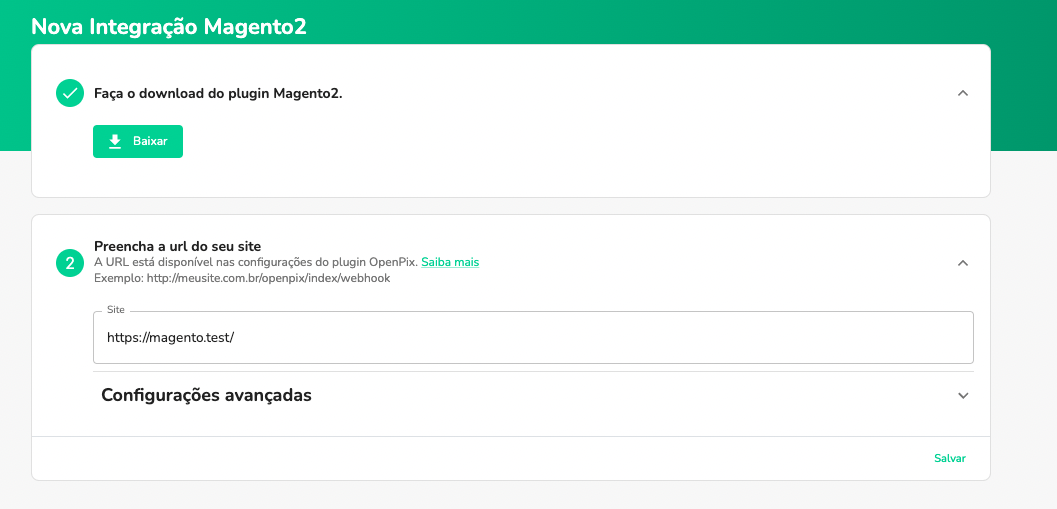 Nova Integração Magento2
Faça o download do plugin Magento2.
Baixar
2
Preencha a url do seu site
A URL está disponível nas configurações do plugin OpenPix. Saiba mais
Exemplo: http://meusite.com.br/openpix/index/webhook
Site
https://magento.test/
Configurações avançadas
Salvar